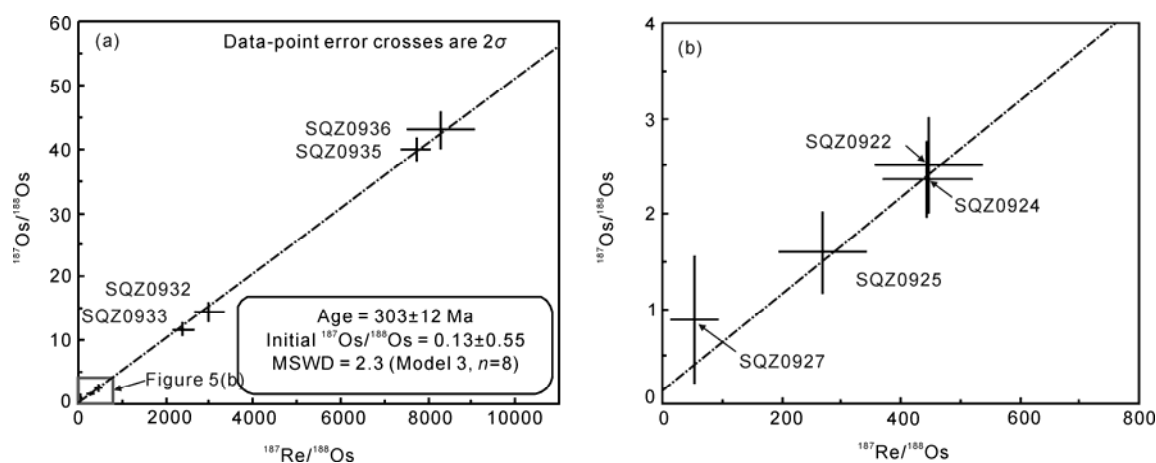 (a)
Data-point error crosses are 2σ
60
50
40
30
20
10
0
¹⁸⁷Os/¹⁸⁸Os
SQZ0936
SQZ0935
SQZ0932
SQZ0933
Age = 303±12 Ma
Initial ¹⁸⁷Os/¹⁸⁸Os = 0.13±0.55
MSWD = 2.3 (Model 3, n=8)
Figure 5(b)
0 2000 4000 6000 8000 10000
¹⁸⁷Re/¹⁸⁸Os
(b)
4
3
2
1
0
¹⁸⁷Os/¹⁸⁸Os
SQZ0922
SQZ0924
SQZ0925
SQZ0927
0 200 400 600 800
¹⁸⁷Re/¹⁸⁸Os